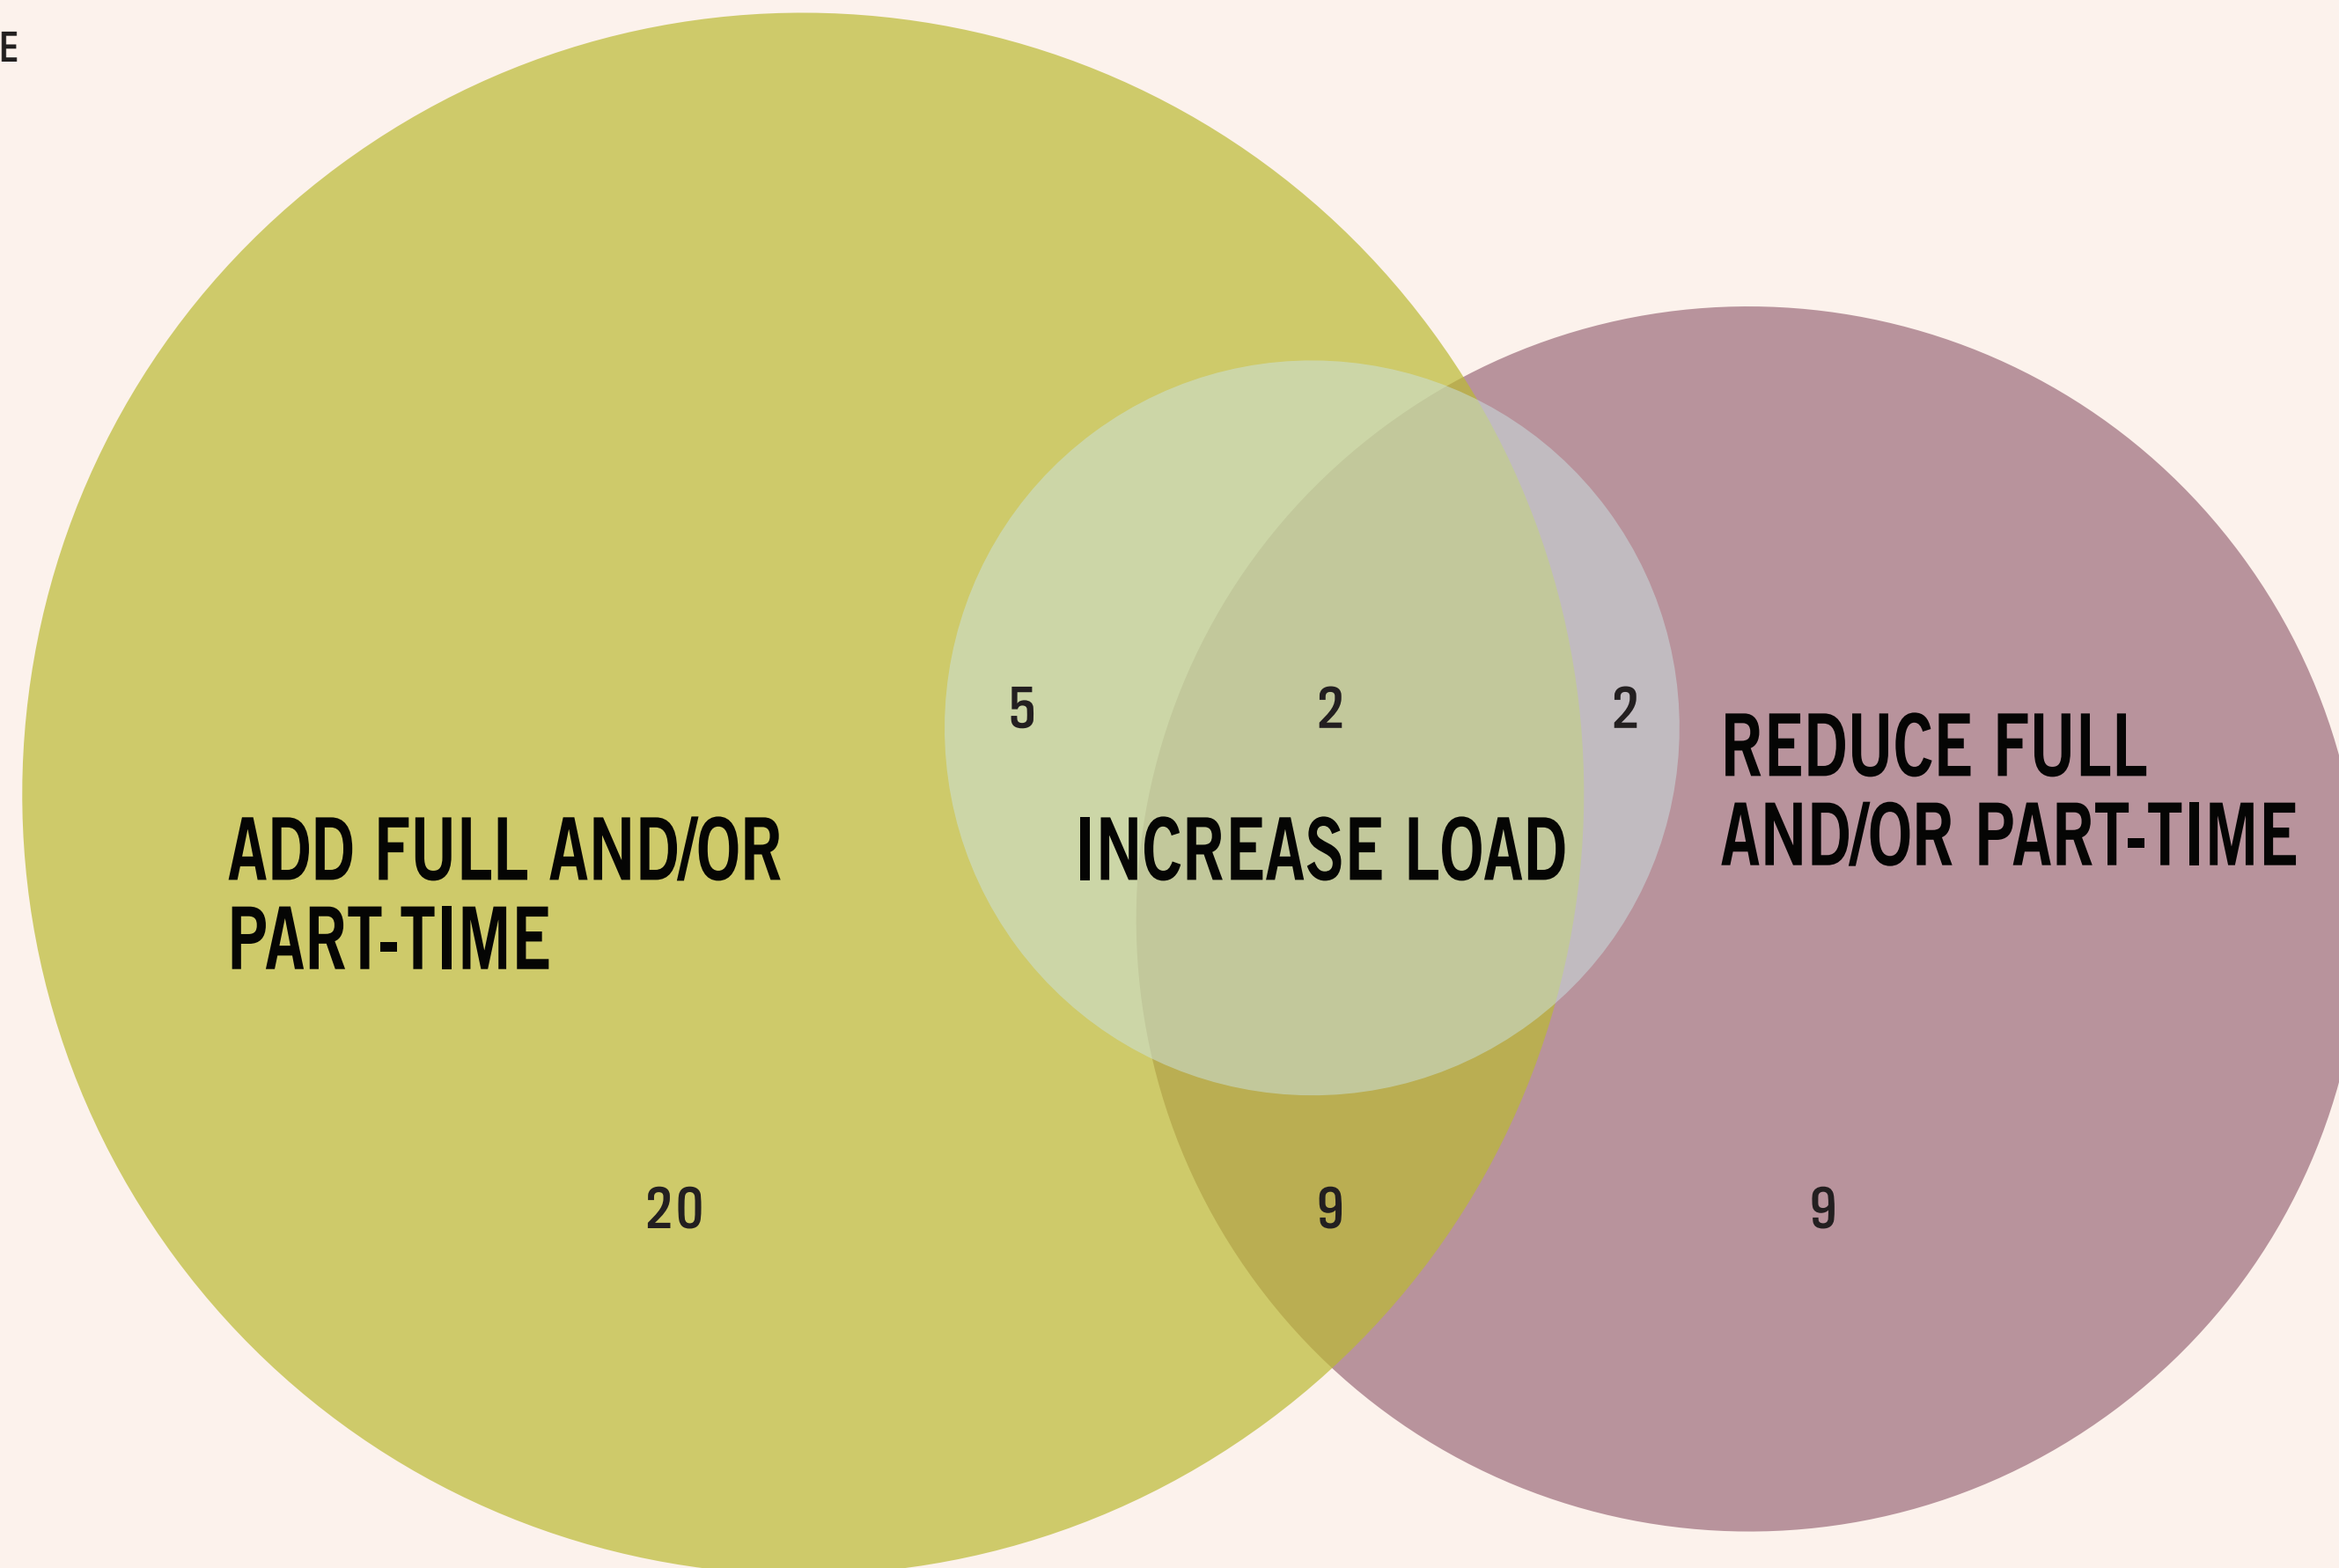 E
5
2
2
ADD FULL AND/OR
PART-TIME
INCREASE LOAD
REDUCE FULL
AND/OR PART-TIME
20
9
9